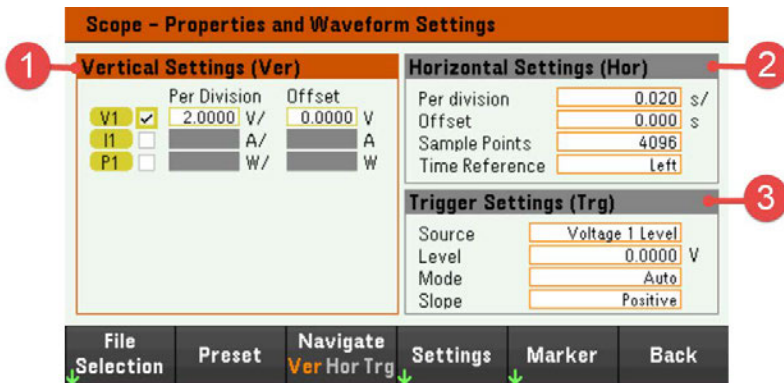 Scope – Properties and Waveform Settings
1
Vertical Settings (Ver)
Per Division Offset
V1 2.0000 V/ 0.0000 V
I1 A/ A
P1 W/ W
2
Horizontal Settings (Hor)
Per division 0.020 s/
Offset 0.000 s
Sample Points 4096
Time Reference Left
3
Trigger Settings (Trg)
Source Voltage 1 Level
Level 0.0000 V
Mode Auto
Slope Positive
File Selection
Preset
Navigate
Ver Hor Trg
Settings
Marker
Back